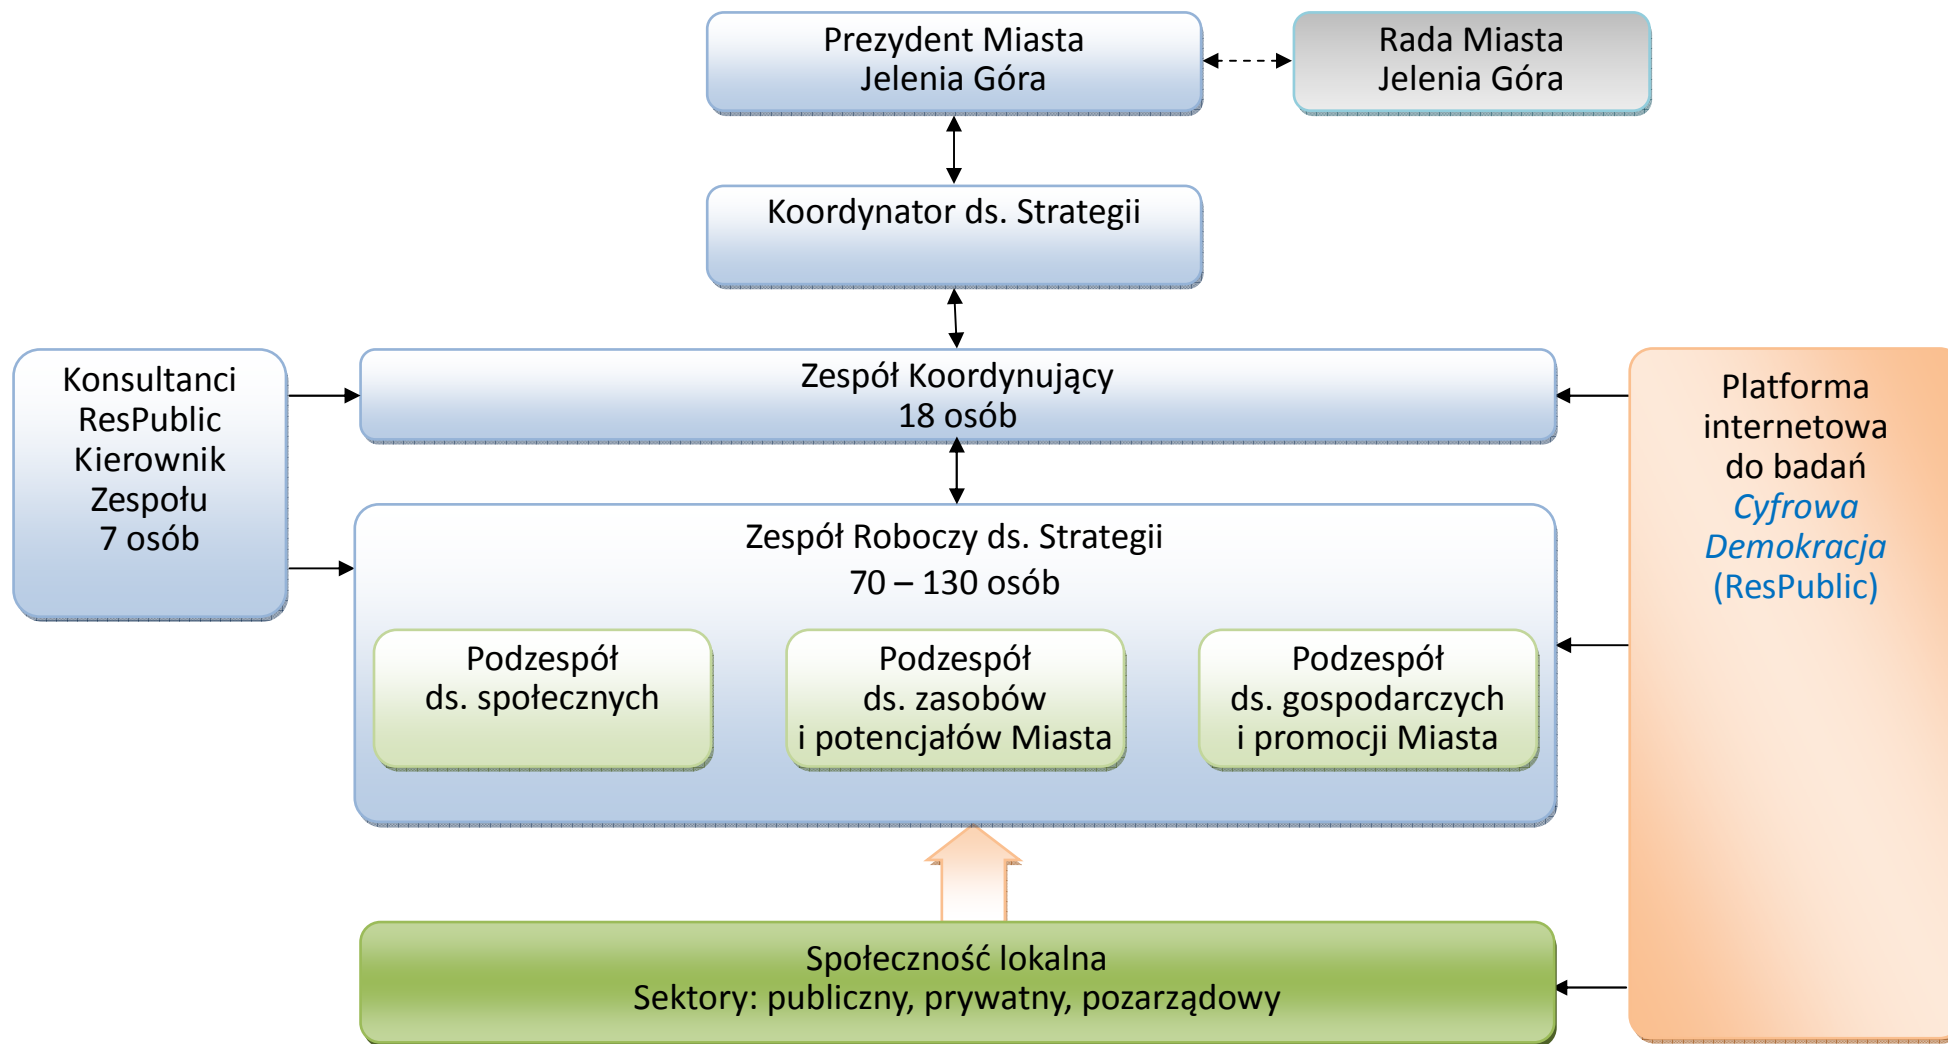 Prezydent Miasta
Jelenia Góra
Rada Miasta
Jelenia Góra
Koordynator ds. Strategii
Konsultanci
ResPublic
Kierownik
Zespołu
7 osób
Zespół Koordynujący
18 osób
Platforma
internetowa
do badań
Cyfrowa
Demokracja
(ResPublic)
Zespół Roboczy ds. Strategii
70 – 130 osób
Podzespół
ds. społecznych
Podzespół
ds. zasobów
i potencjałów Miasta
Podzespół
ds. gospodarczych
i promocji Miasta
Społeczność lokalna
Sektory: publiczny, prywatny, pozarządowy